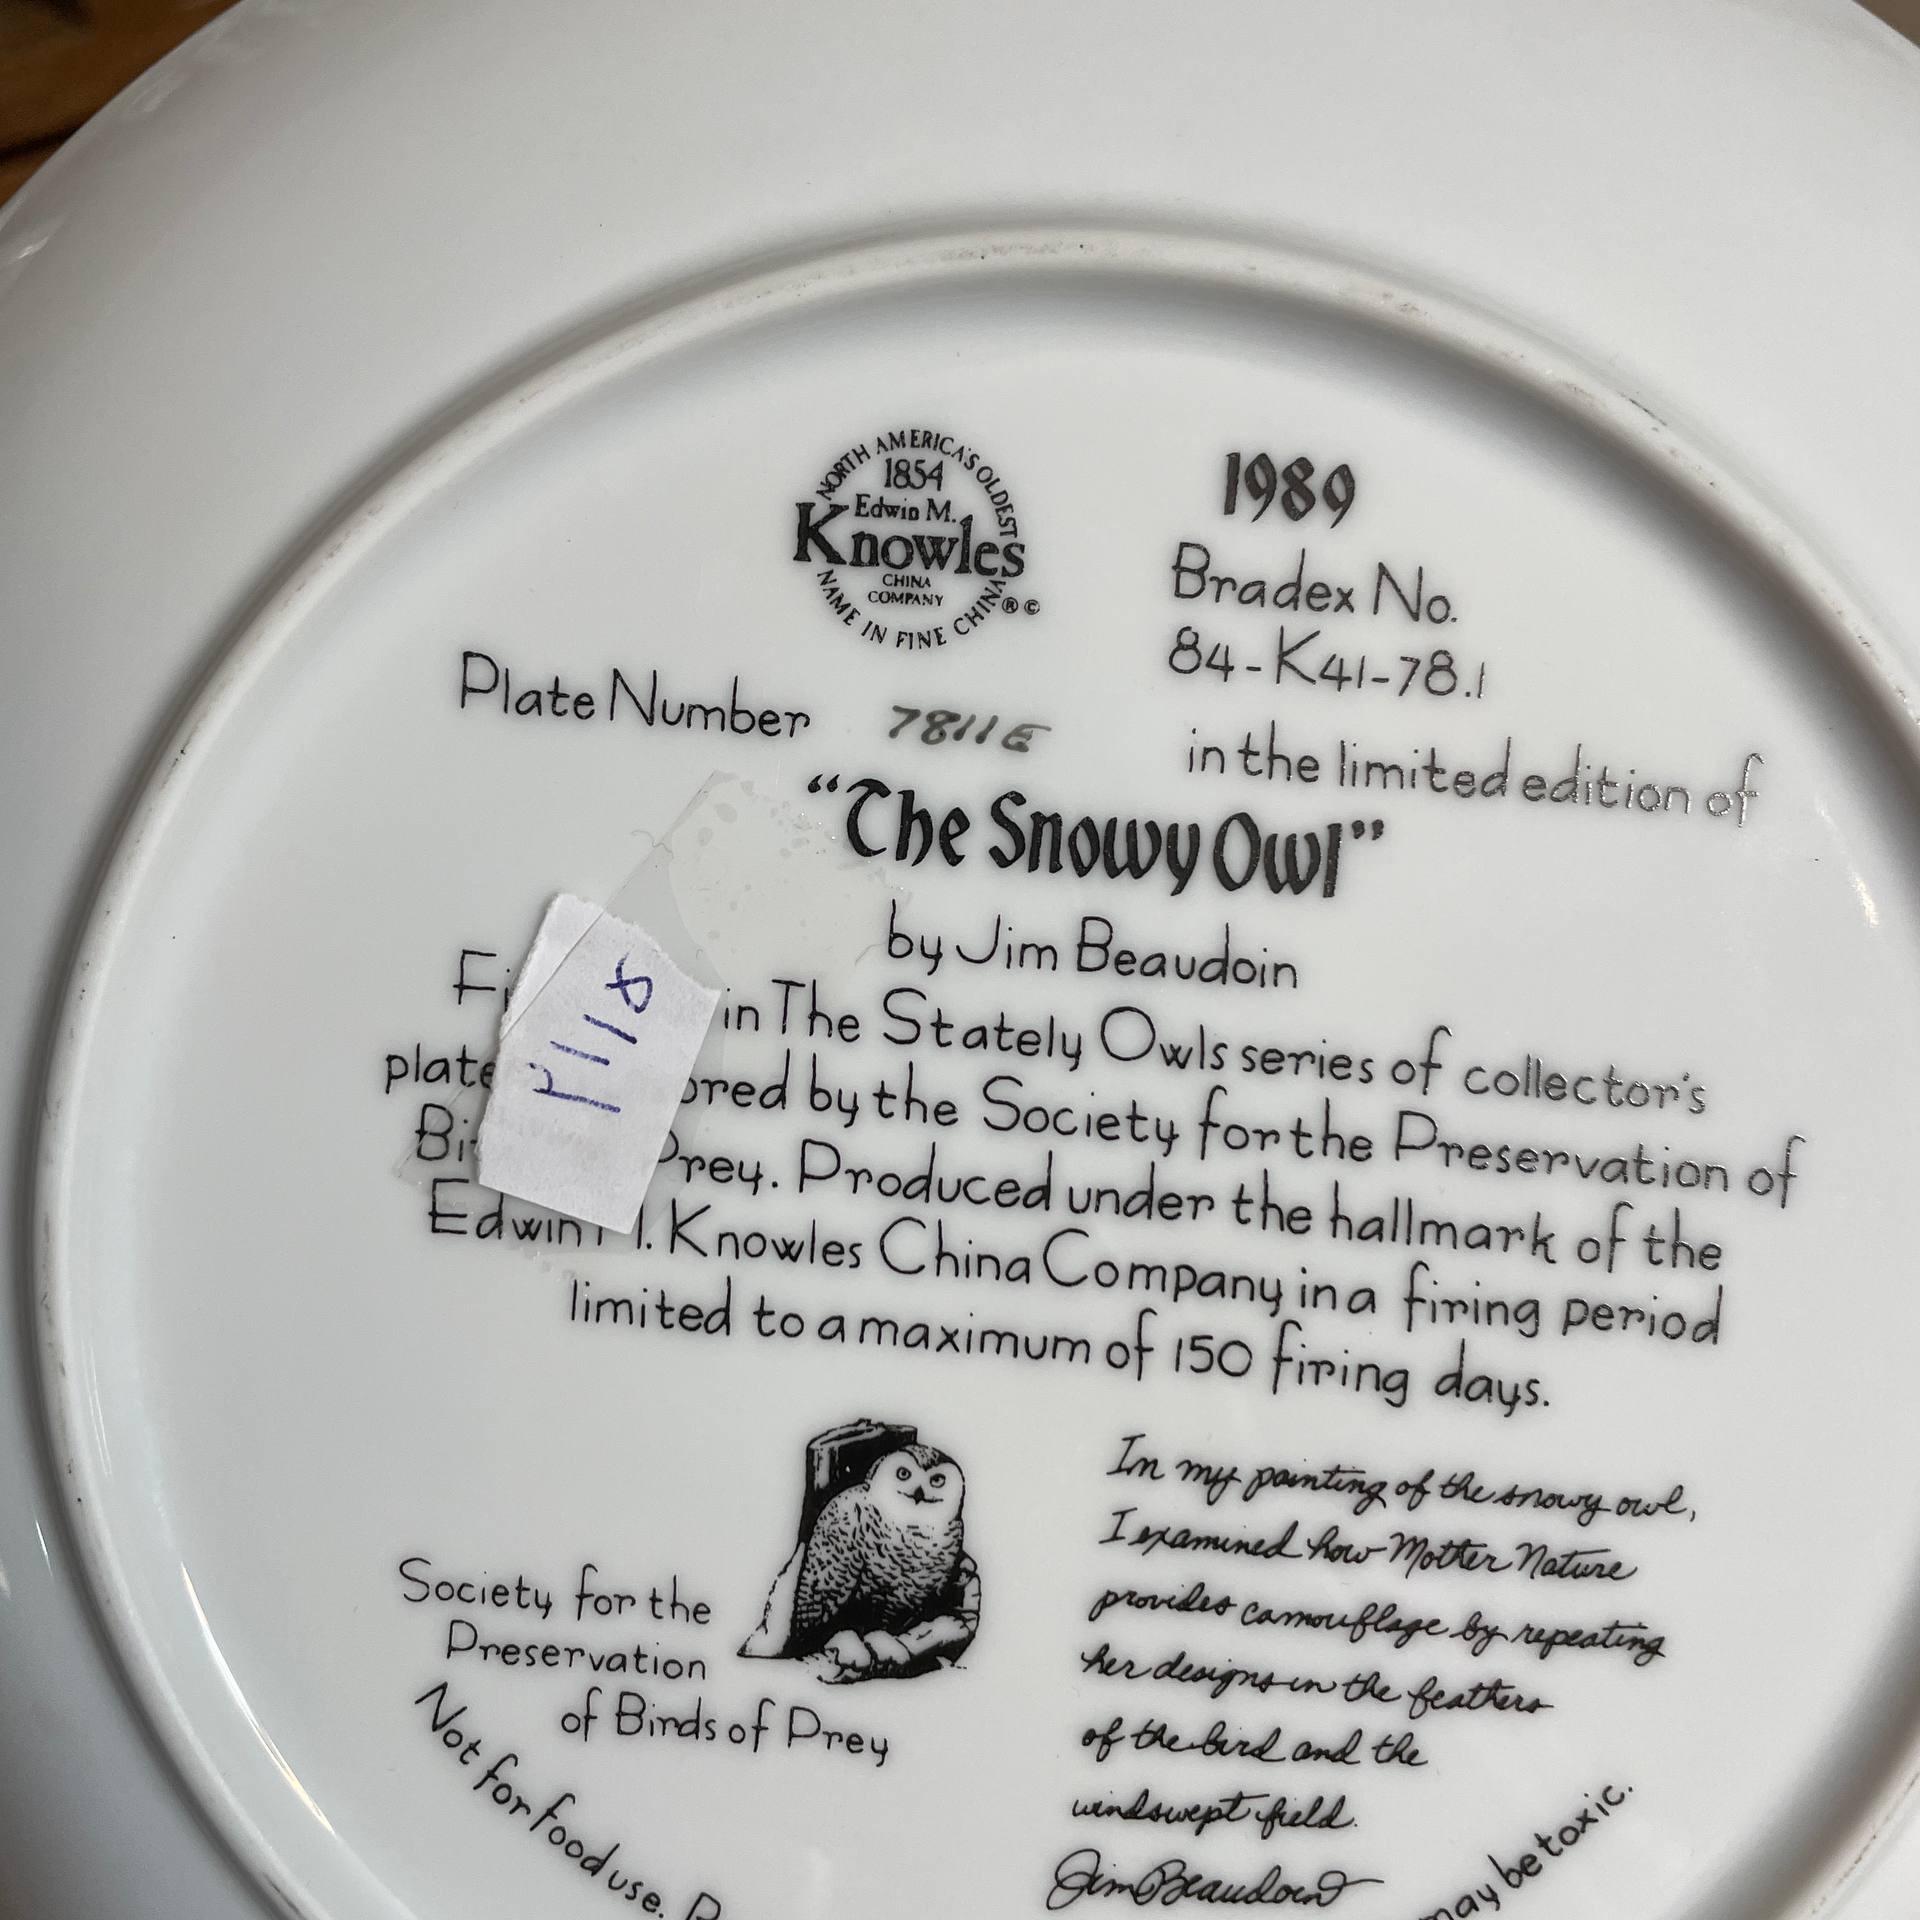 NORTH AMERICA'S OLDEST
1854
Edwin M.
Knowles
CHINA
COMPANY
NAME IN FINE CHINA
®©
1989
Bradex No.
84-K41-78.1
Plate Number 7811E in the limited edition of
"The Snowy Owl"
by Jim Beaudoin
Fi in The Stately Owls series of collector's
plate ored by the Society for the Preservation of
Bi Prey. Produced under the hallmark of the
Edwin M. Knowles China Company in a firing period
limited to a maximum of 150 firing days.
Society for the
Preservation
of Birds of Prey
In my painting of the snowy owl,
I examined how Mother Nature
provides camouflage by repeating
her designs in the feathers
of the bird and the
windswept field.
Jim Beaudoin
Not for food use. P
may be toxic.